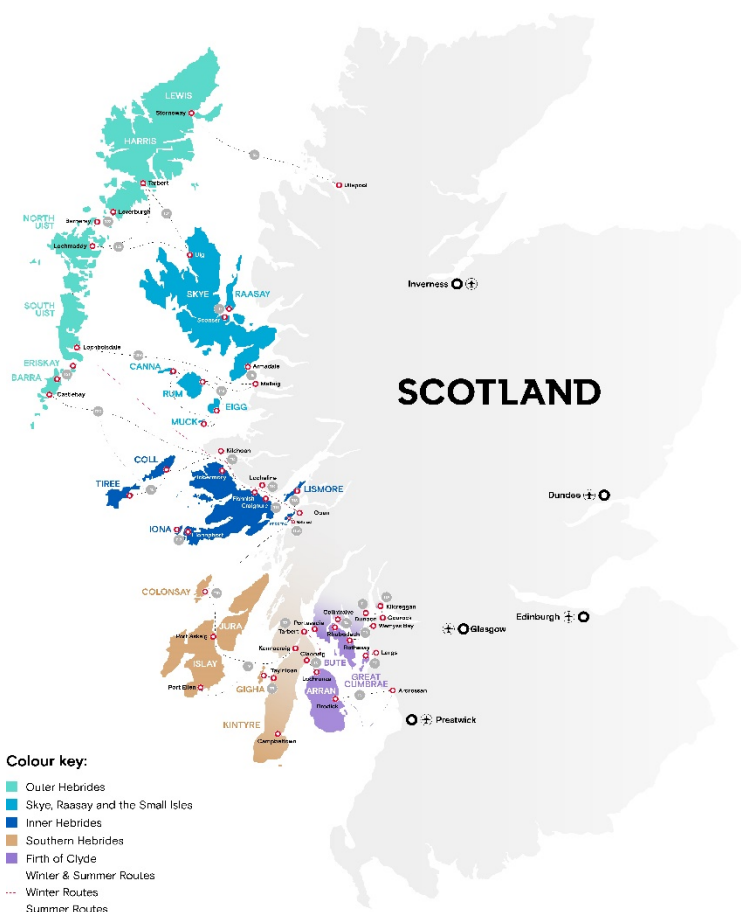 LEWIS
Stornoway
HARRIS
Ullapool
Tarbert
Leverburgh
NORTH
UIST
Berneray
Lochmaddy
Uig
Inverness
SKYE
RAASAY
SOUTH
UIST
Sconser
Lochboisdale
ERISKAY
CANNA
Armadale
BARRA
Mallaig
RUM
Castlebay
SCOTLAND
EIGG
MUCK
Kilchoan
COLL
Tobermory
Lochaline
TIREE
Fishnish
LISMORE
Craignure
Dundee
Oban
IONA
Fionnphort
COLONSAY
Kilcreggan
Colintraive
JURA
Portavadie
Dunoon
Gourock
Tarbert
Rhubodach
Wemyss Bay
Edinburgh
Glasgow
Port Askaig
Kennacraig
Rothesay
Claonaig
Largs
ISLAY
BUTE
Tayinloan
Lochranza
GREAT
CUMBRAE
Port Ellen
GIGHA
ARRAN
Ardrossan
Brodick
KINTYRE
Prestwick
Campbeltown
Colour key:
Outer Hebrides
Skye, Raasay and the Small Isles
Inner Hebrides
Southern Hebrides
Firth of Clyde
Winter & Summer Routes
Winter Routes
Summer Routes